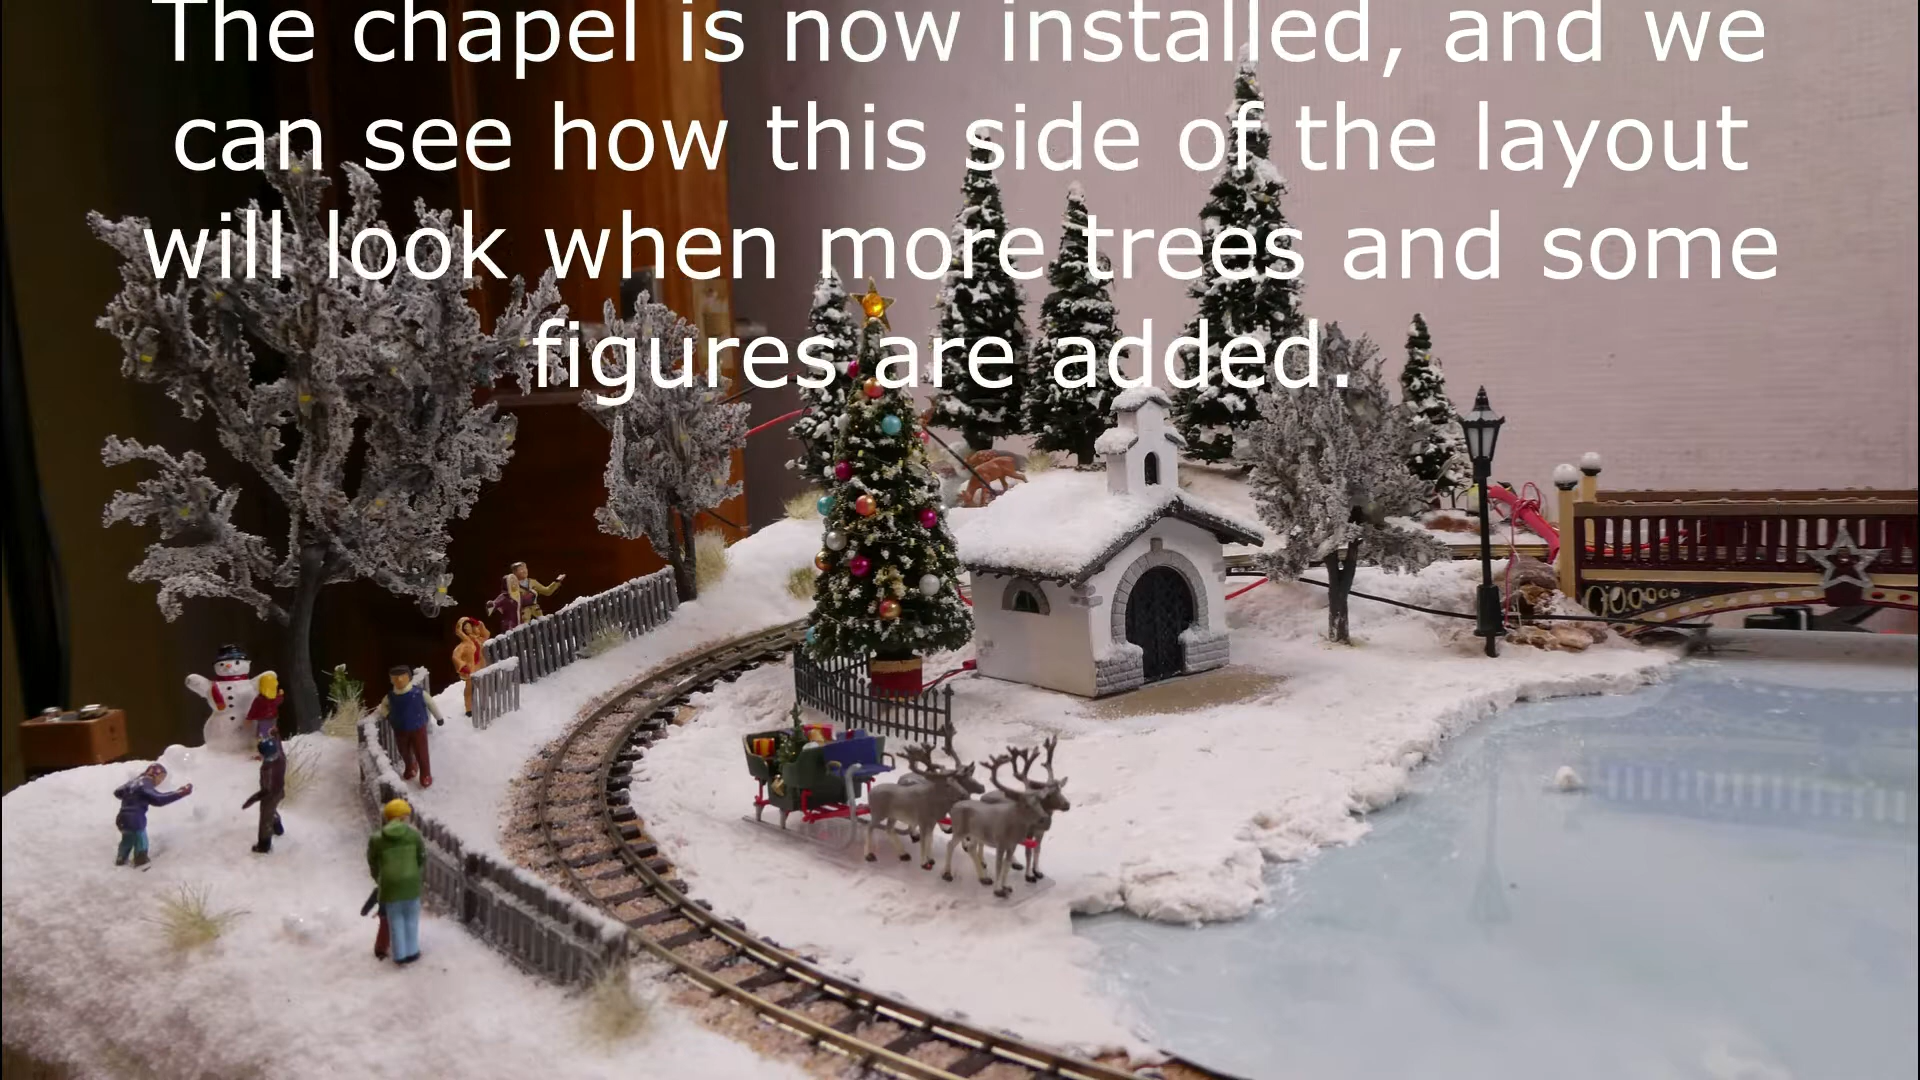 The chapel is now installed, and we
can see how this side of the layout
will look when more trees and some
figures are added.